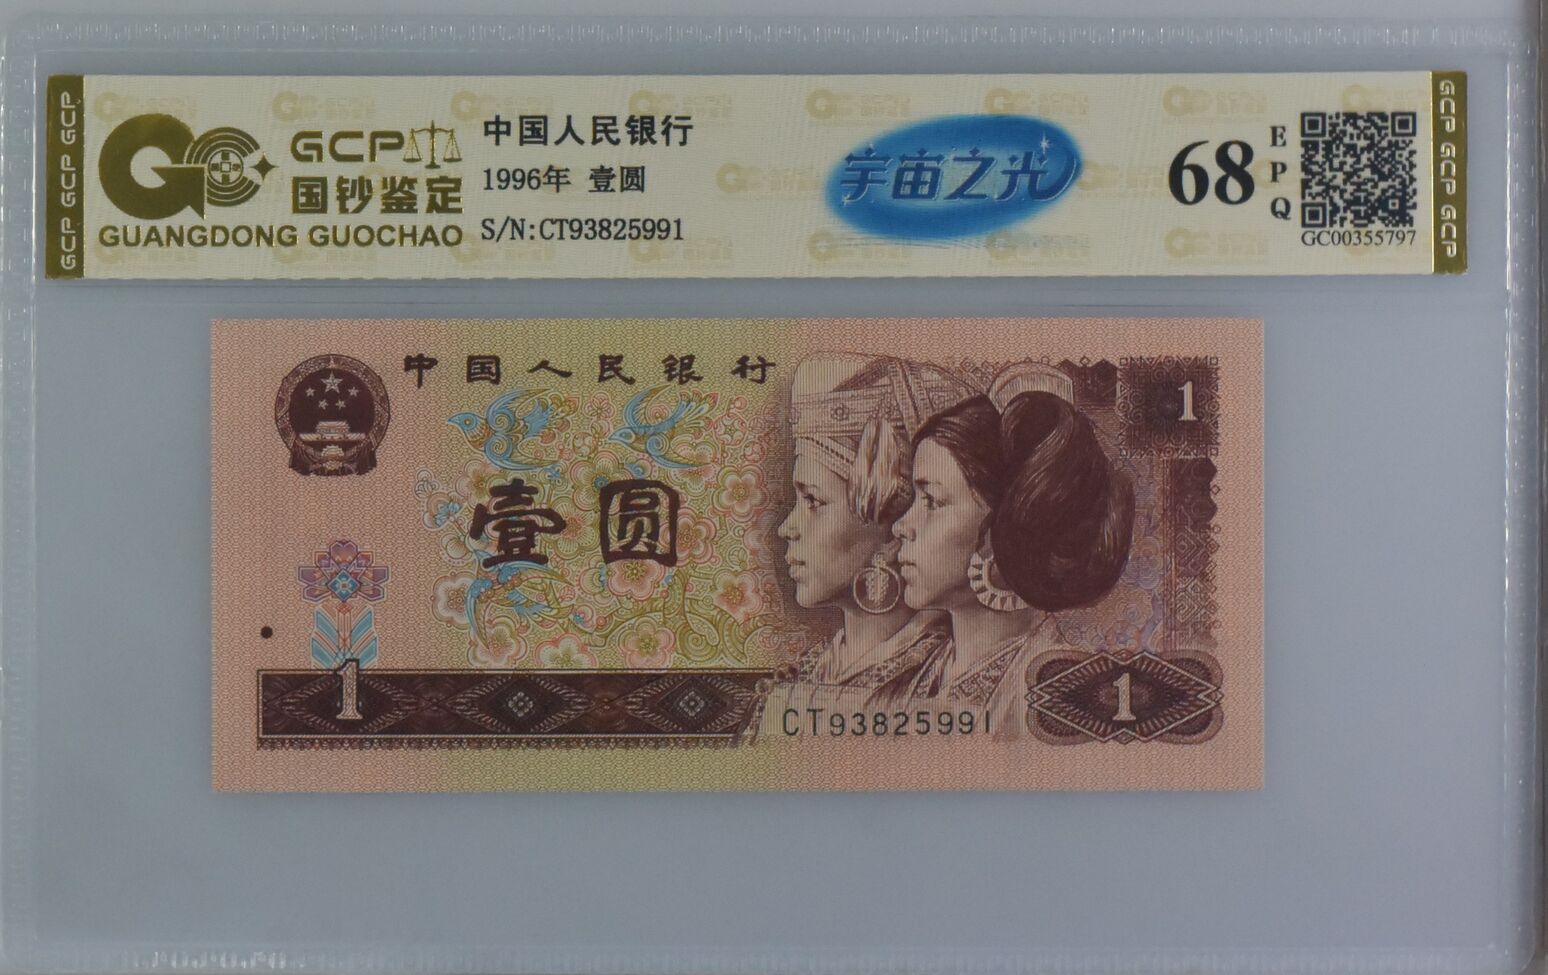 GCP GCP GCP
GCP
国钞鉴定
GUANGDONG GUOCHAO
中国人民银行
1996年 壹圆
S/N:CT93825991
宇宙之光
68
EPQ
GC00355797
GCP GCP GCP
中国人民银行
1
壹圆
1
CT93825991
1